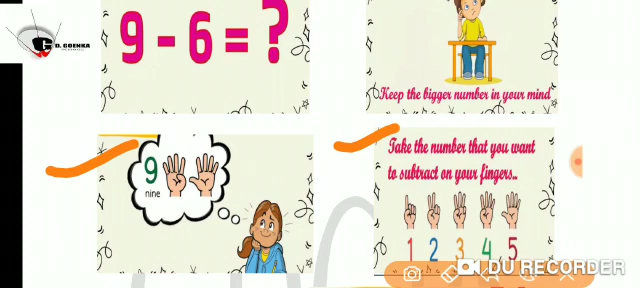 G D. GOENKA
9 - 6 = ?
Keep the bigger number in your mind
9
nine
Take the number that you want
to subtract on your fingers..
1 2 3 4 5
DU RECORDER